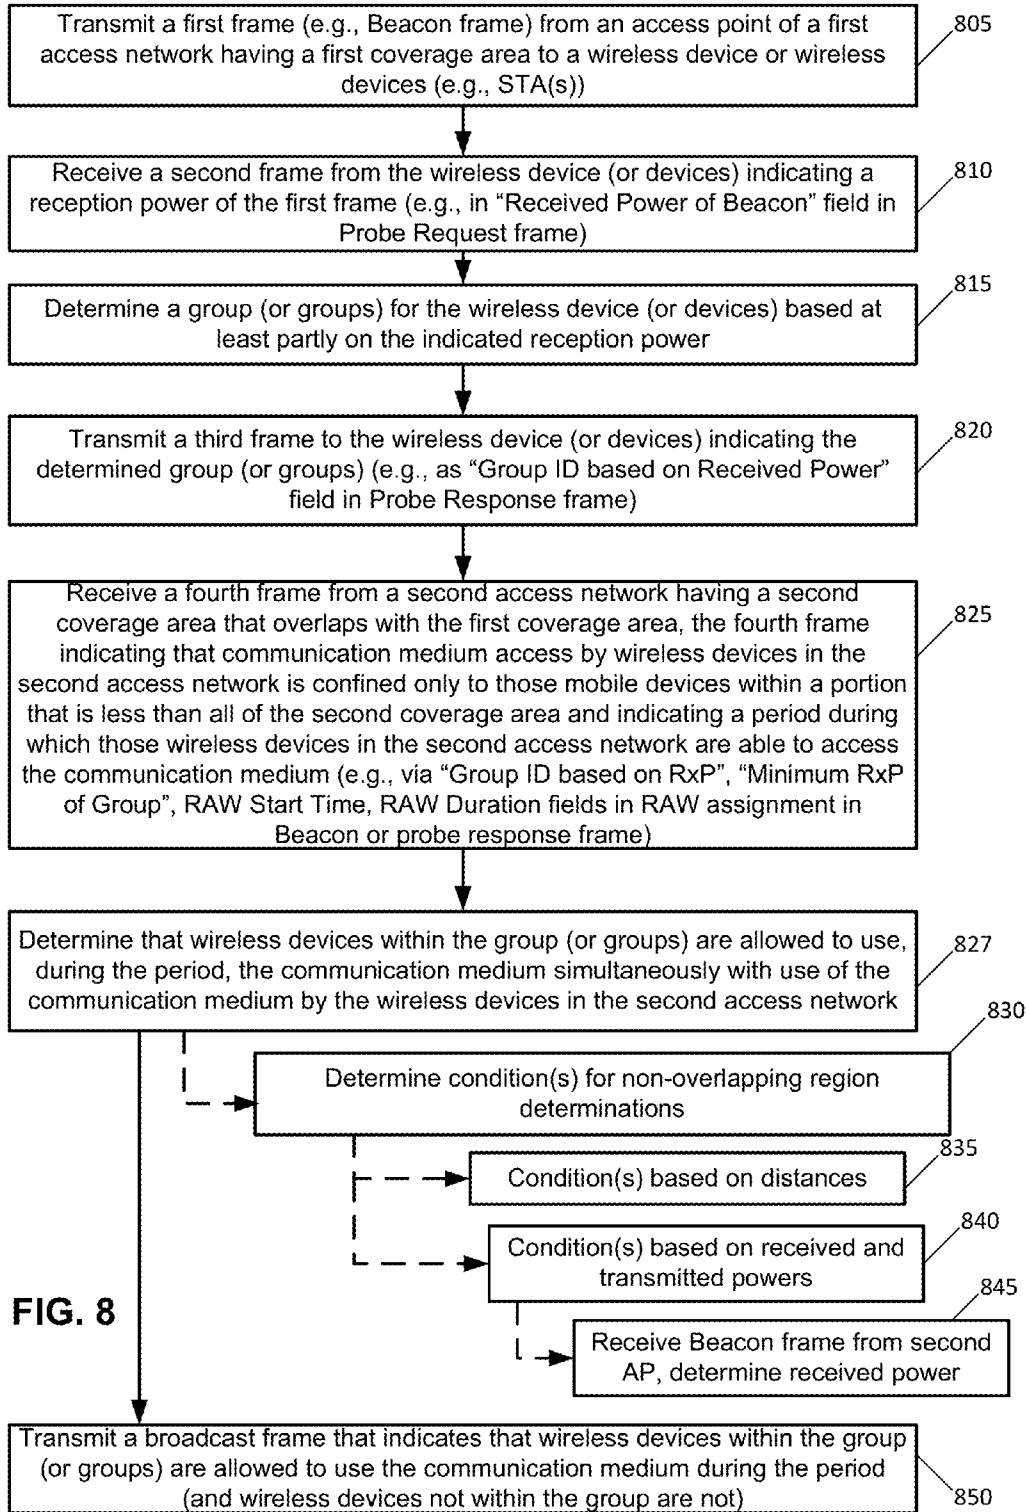 Transmit a first frame (e.g., Beacon frame) from an access point of a first
access network having a first coverage area to a wireless device or wireless
devices (e.g., STA(s))
805
Receive a second frame from the wireless device (or devices) indicating a
reception power of the first frame (e.g., in “Received Power of Beacon” field in
Probe Request frame)
810
Determine a group (or groups) for the wireless device (or devices) based at
least partly on the indicated reception power
815
Transmit a third frame to the wireless device (or devices) indicating the
determined group (or groups) (e.g., as “Group ID based on Received Power”
field in Probe Response frame)
820
Receive a fourth frame from a second access network having a second
coverage area that overlaps with the first coverage area, the fourth frame
indicating that communication medium access by wireless devices in the
second access network is confined only to those mobile devices within a portion
that is less than all of the second coverage area and indicating a period during
which those wireless devices in the second access network are able to access
the communication medium (e.g., via “Group ID based on RxP”, “Minimum RxP
of Group”, RAW Start Time, RAW Duration fields in RAW assignment in
Beacon or probe response frame)
825
Determine that wireless devices within the group (or groups) are allowed to use,
during the period, the communication medium simultaneously with use of the
communication medium by the wireless devices in the second access network
827
Determine condition(s) for non-overlapping region
determinations
830
Condition(s) based on distances
835
Condition(s) based on received and
transmitted powers
840
FIG. 8
Receive Beacon frame from second
AP, determine received power
845
Transmit a broadcast frame that indicates that wireless devices within the group
(or groups) are allowed to use the communication medium during the period
(and wireless devices not within the group are not)
850